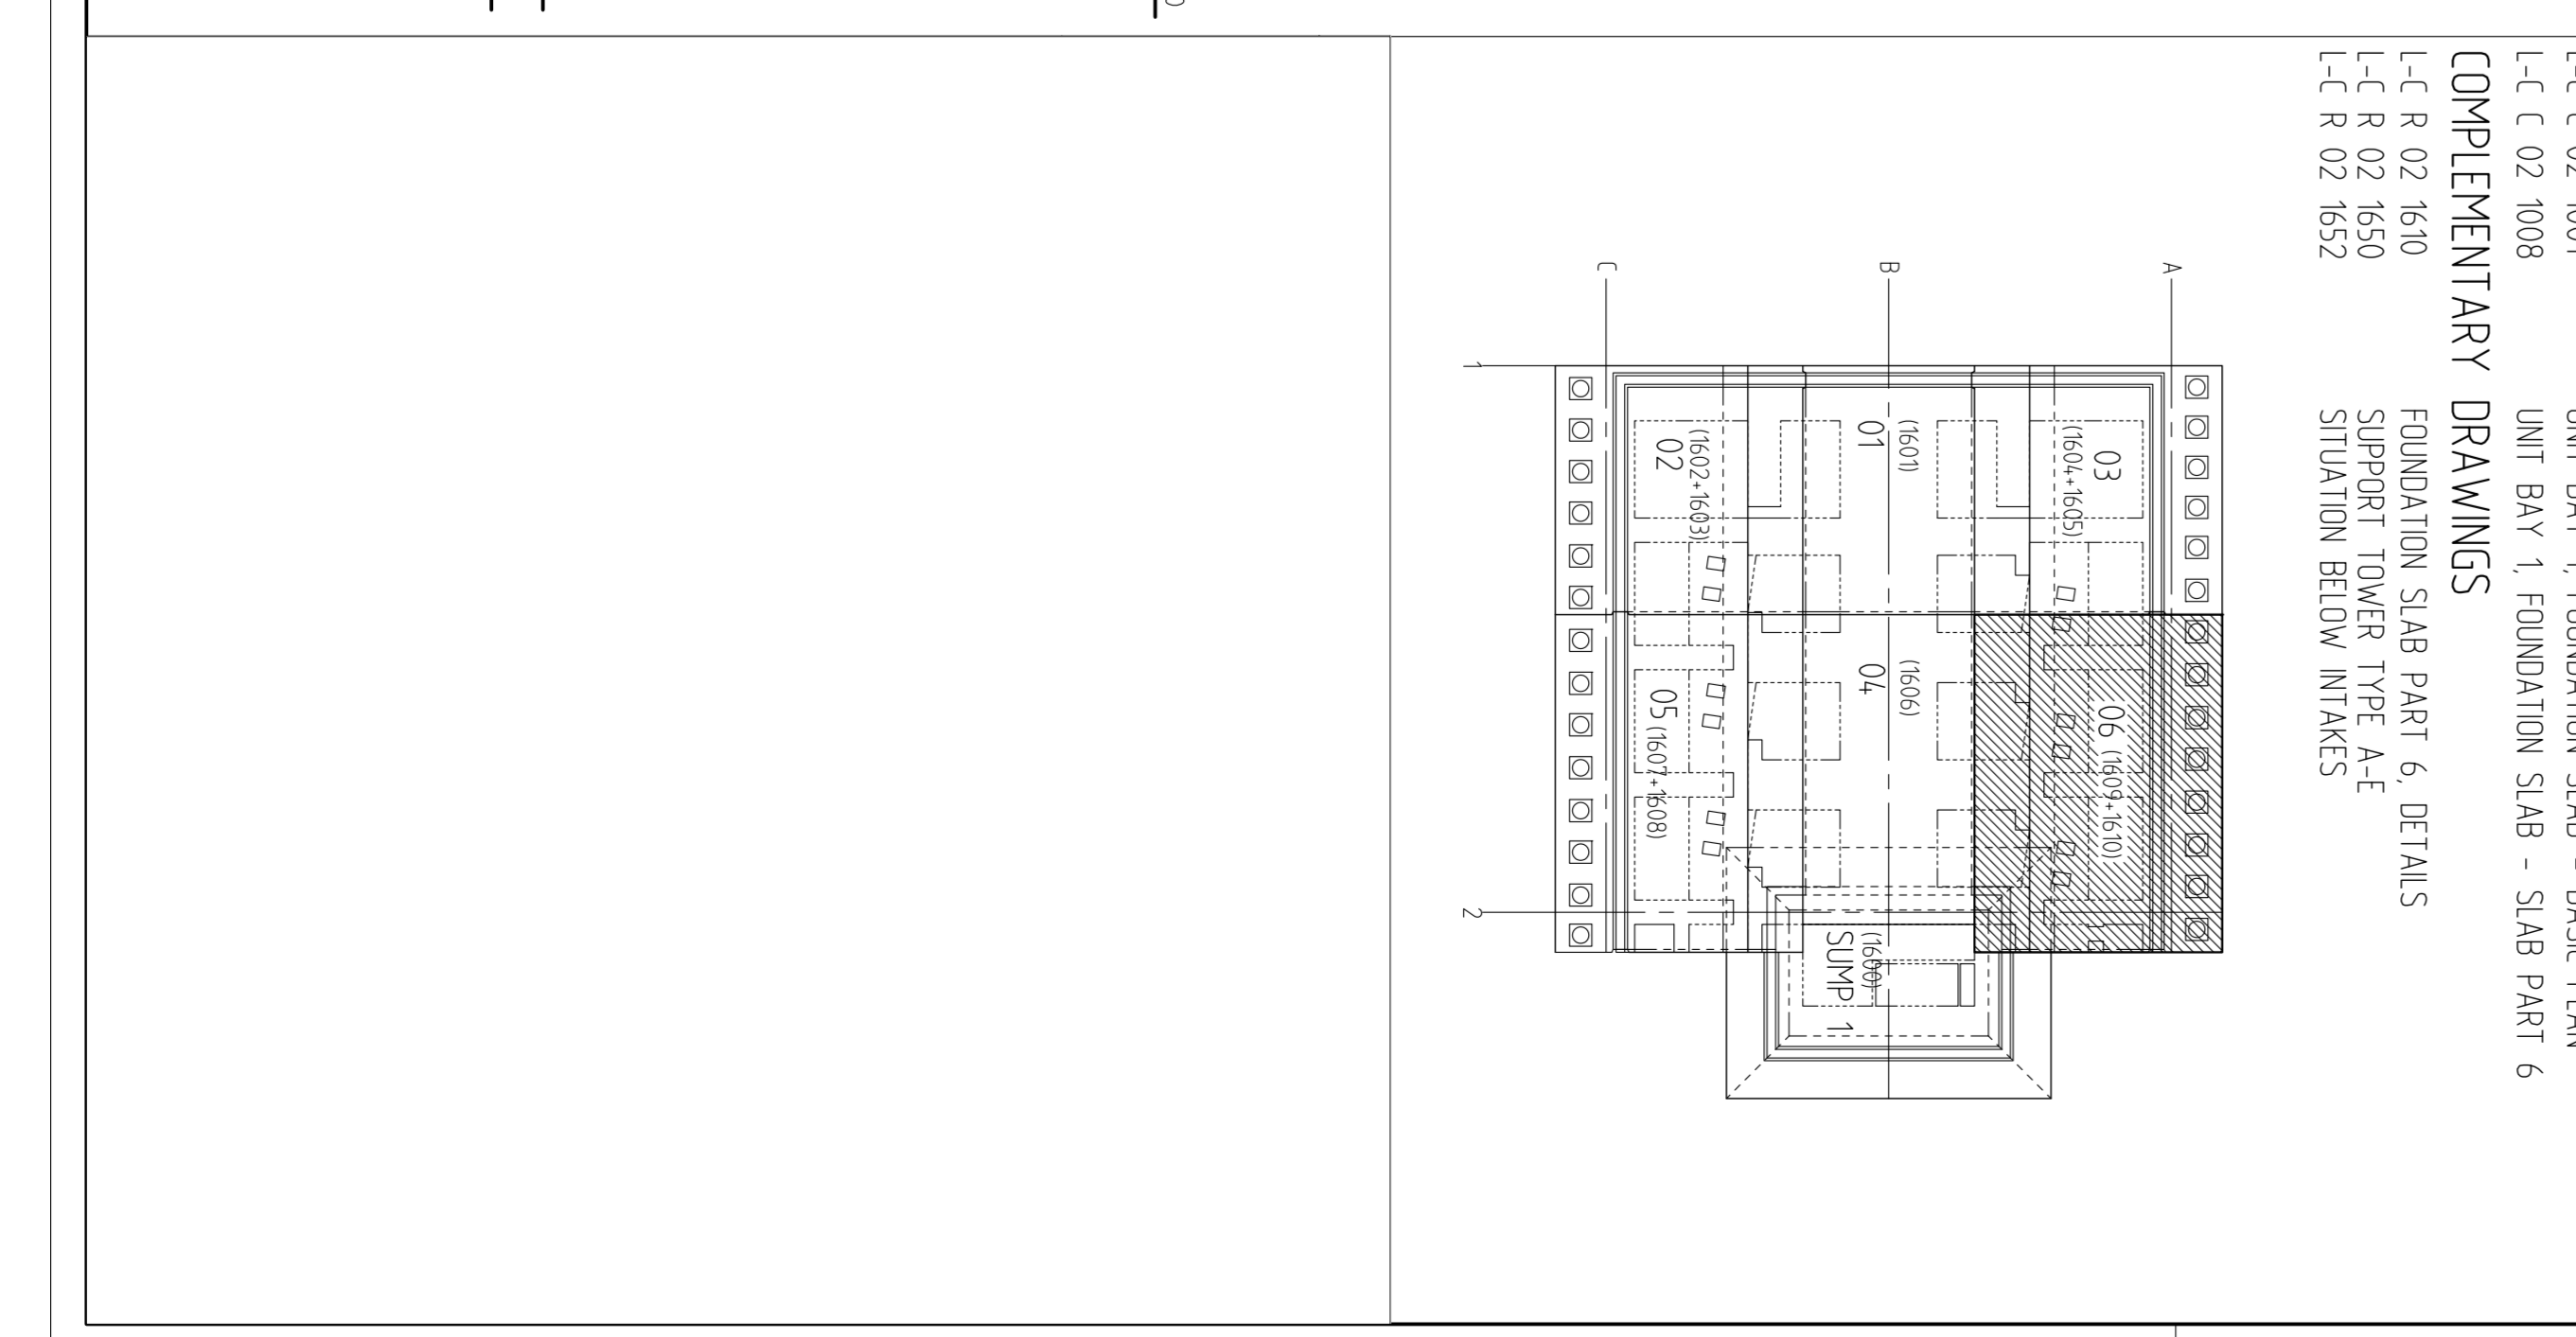 L-C C 02 1008 UNIT BAY 1, FOUNDATION SLAB - SLAB PART 6
COMPLEMENTARY DRAWINGS
L-C R 02 1610 FOUNDATION SLAB PART 6, DETAILS
L-C R 02 1650 SUPPORT TOWER TYPE A-E
L-C R 02 1652 SITUATION BELOW INTAKES
A
B
C
1
2
03
(1604+1605)
(1601)
01
(1602+1603)
02
06 (1609+1610)
(1606)
04
05 (1607+1608)
(1600)
SUMP 1